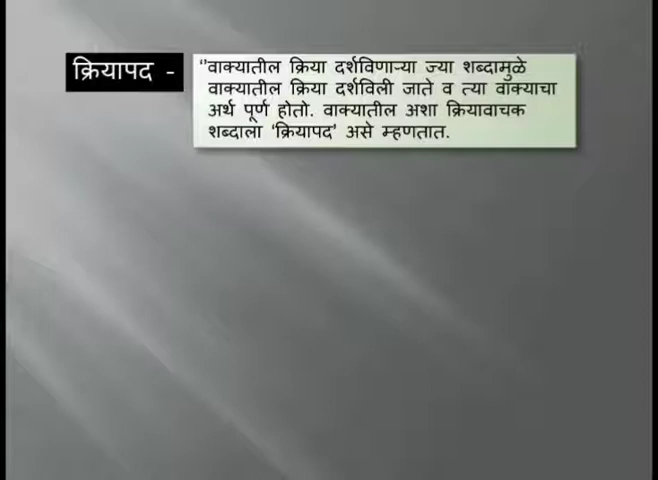 क्रियापद -
"वाक्यातील क्रिया दर्शविणाऱ्या ज्या शब्दामुळे
वाक्यातील क्रिया दर्शविली जाते व त्या वाक्याचा
अर्थ पूर्ण होतो. वाक्यातील अशा क्रियावाचक
शब्दाला 'क्रियापद' असे म्हणतात.